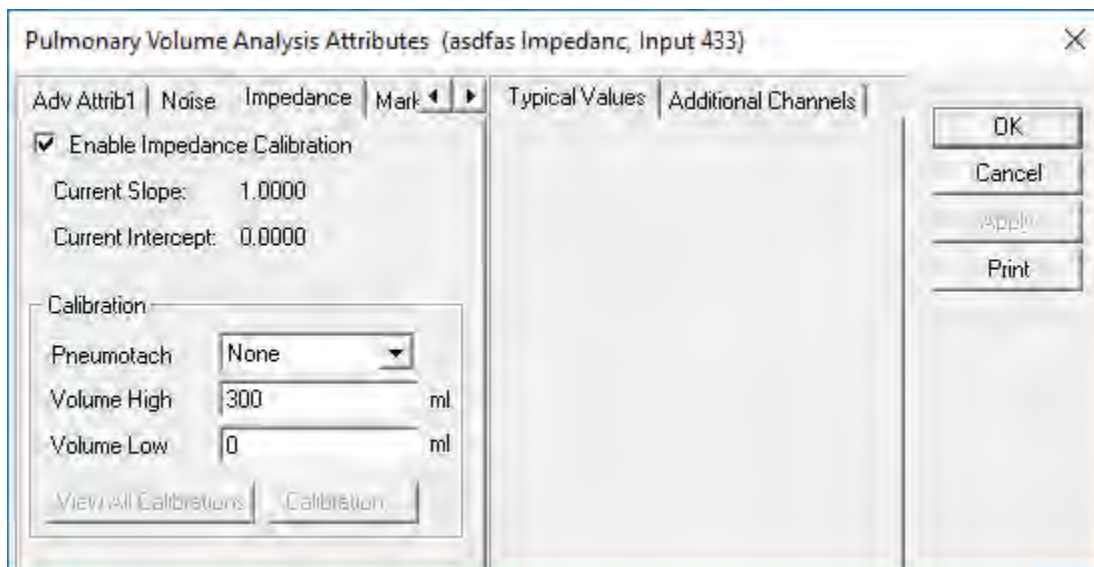 Pulmonary Volume Analysis Attributes (asdfas Impedanc, Input 433)
Adv Attrib1 Noise Impedance Mark Typical Values Additional Channels
Enable Impedance Calibration
Current Slope: 1.0000
Current Intercept: 0.0000
Calibration
Pneumotach None
Volume High 300 ml
Volume Low 0 ml
View All Calibrations Calibration...
OK
Cancel
Apply
Print